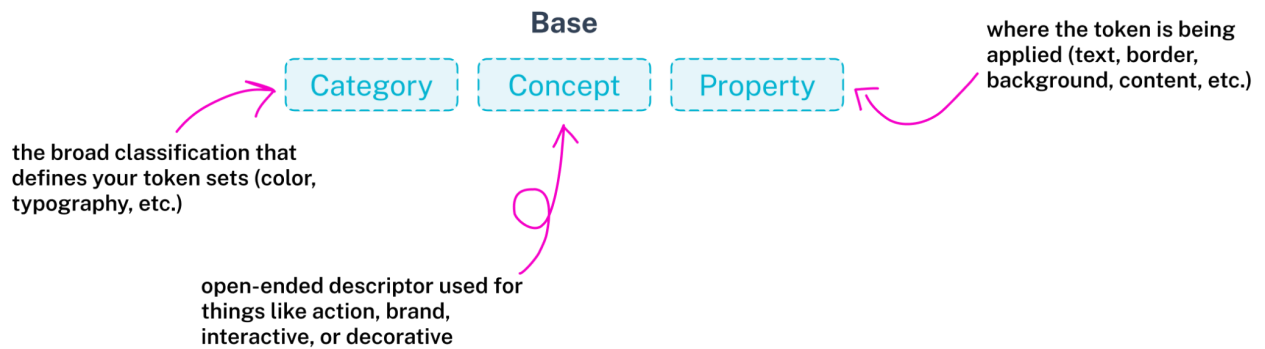 Base
Category
Concept
Property
where the token is being
applied (text, border,
background, content, etc.)
the broad classification that
defines your token sets (color,
typography, etc.)
open-ended descriptor used for
things like action, brand,
interactive, or decorative